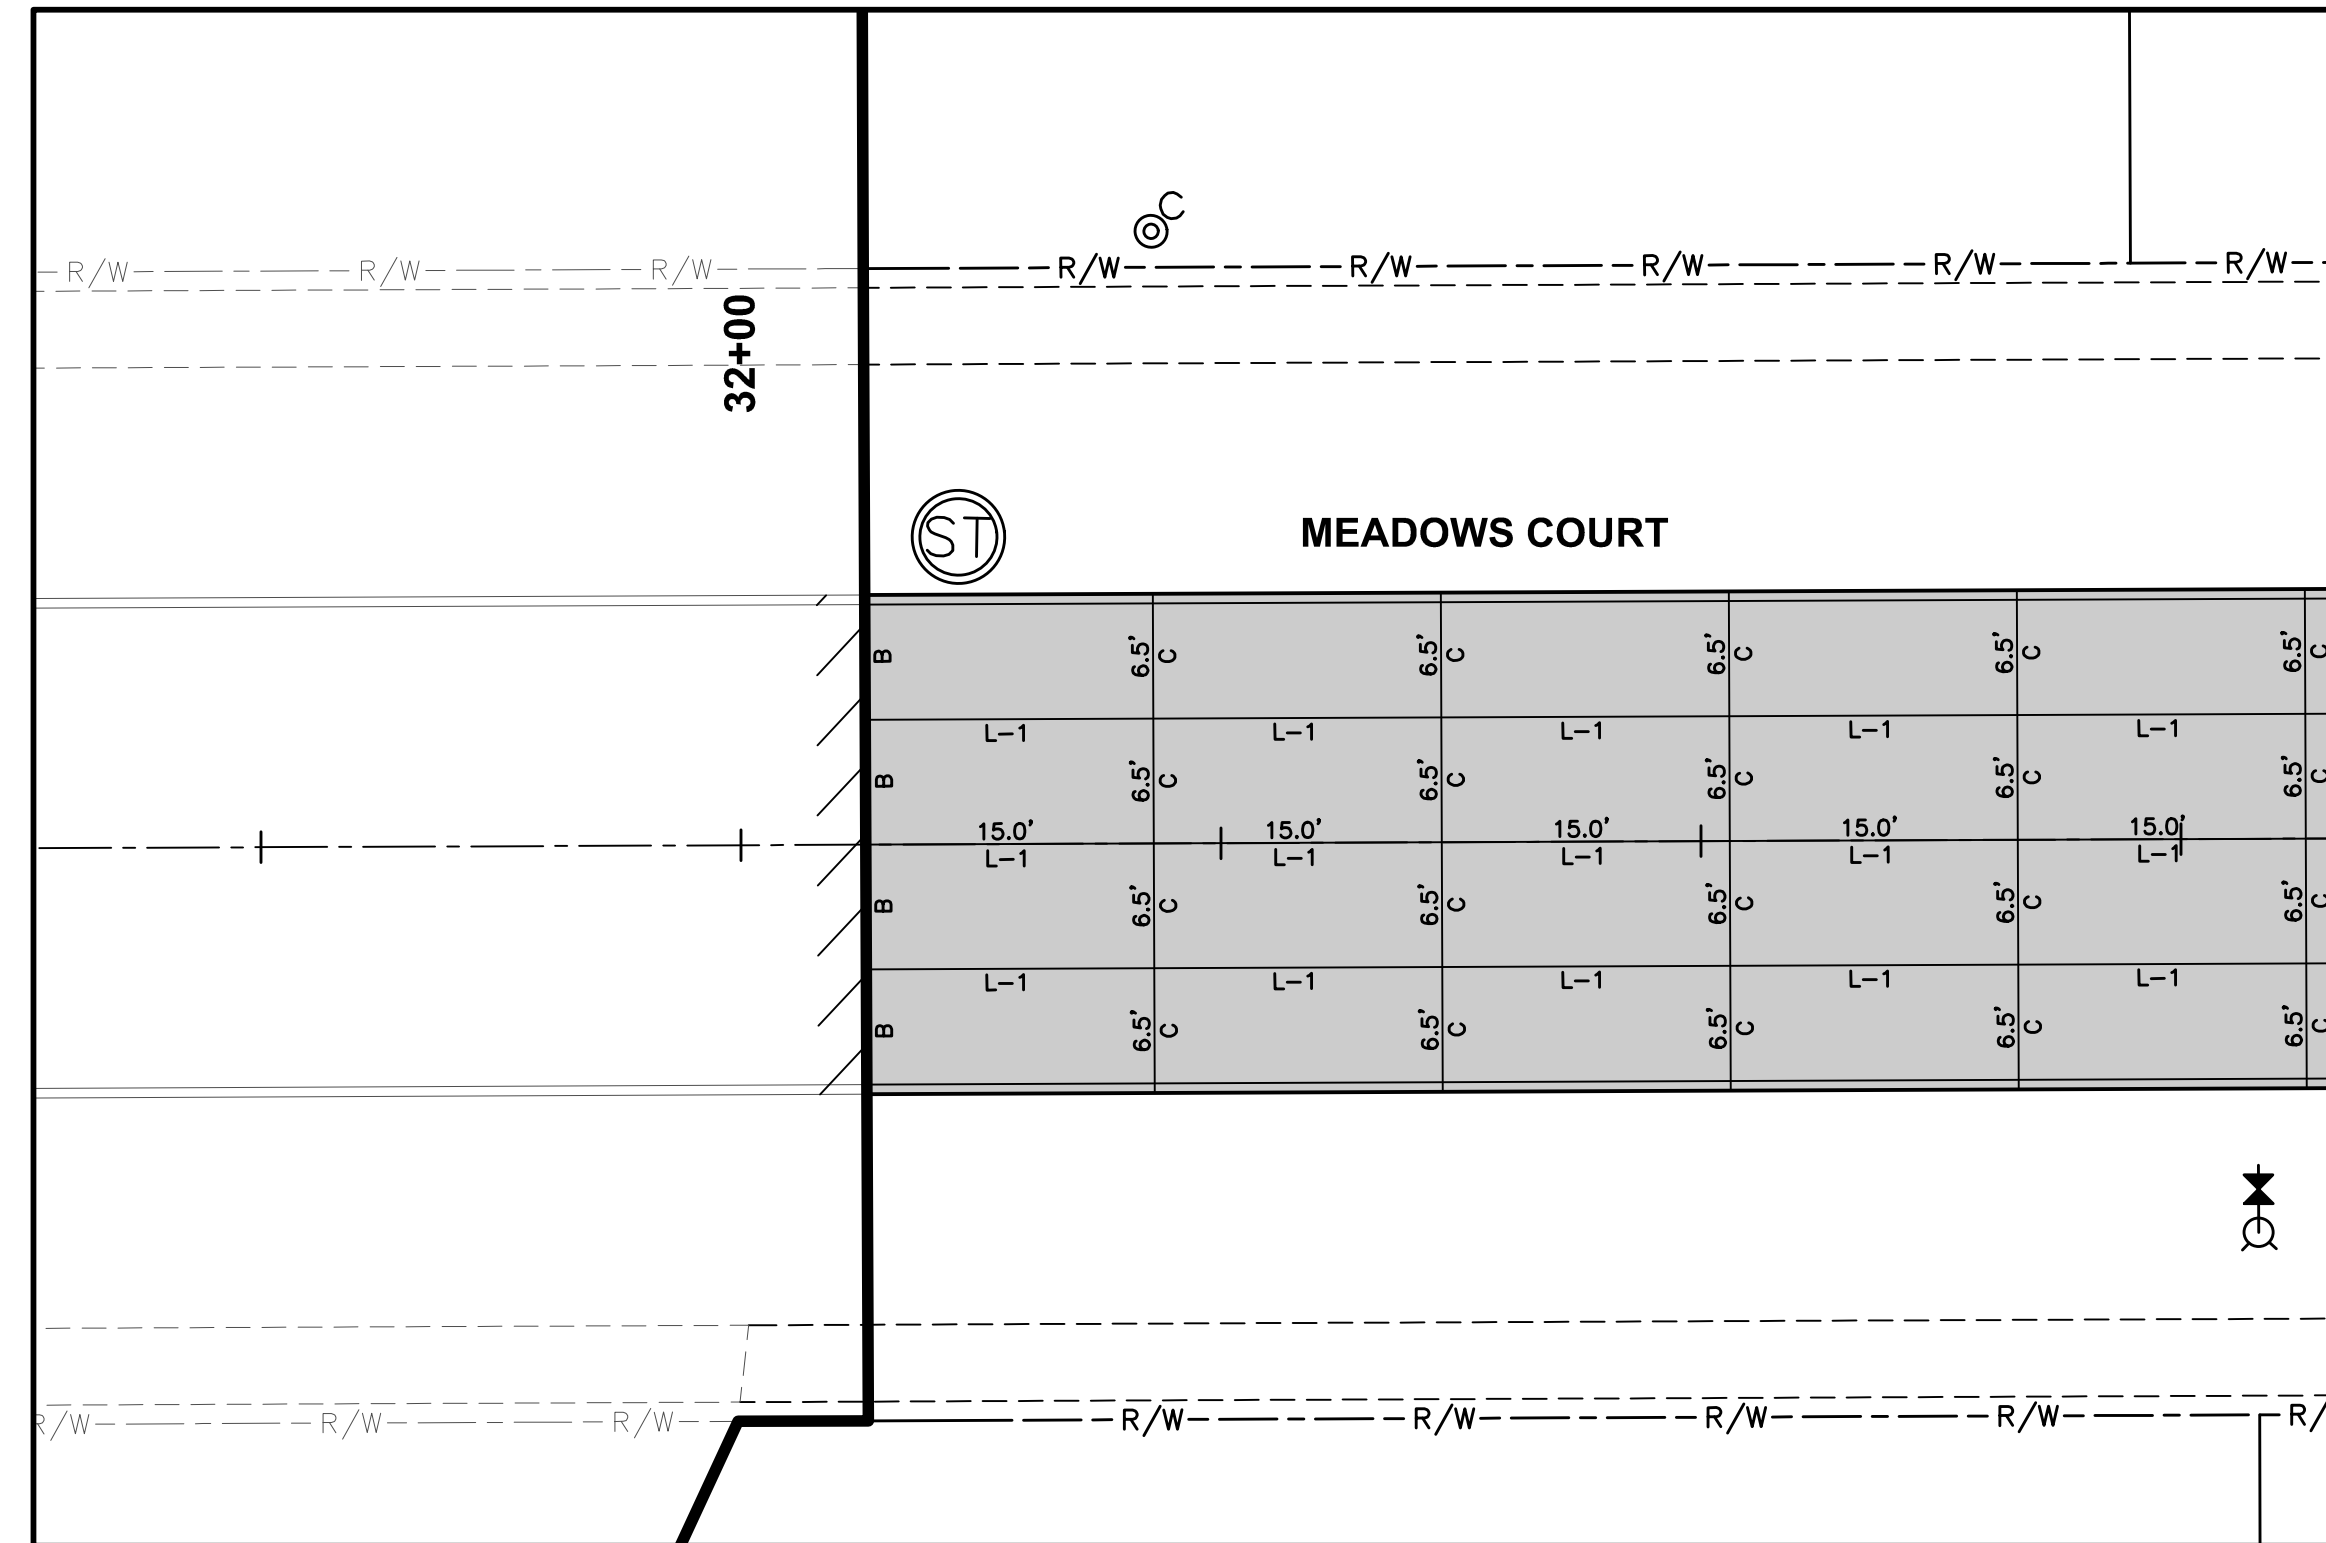 C
R/W R/W R/W R/W R/W R/W R/W R/W
32+00
ST
MEADOWS COURT
B 6.5' C 6.5' C 6.5' C 6.5' C 6.5' C
L-1 L-1 L-1 L-1 L-1
B 6.5' C 6.5' C 6.5' C 6.5' C 6.5' C
15.0' 15.0' 15.0' 15.0' 15.0'
L-1 L-1 L-1 L-1 L-1
B 6.5' C 6.5' C 6.5' C 6.5' C 6.5' C
L-1 L-1 L-1 L-1 L-1
B 6.5' C 6.5' C 6.5' C 6.5' C 6.5' C
R/W R/W R/W R/W R/W R/W R/W R/